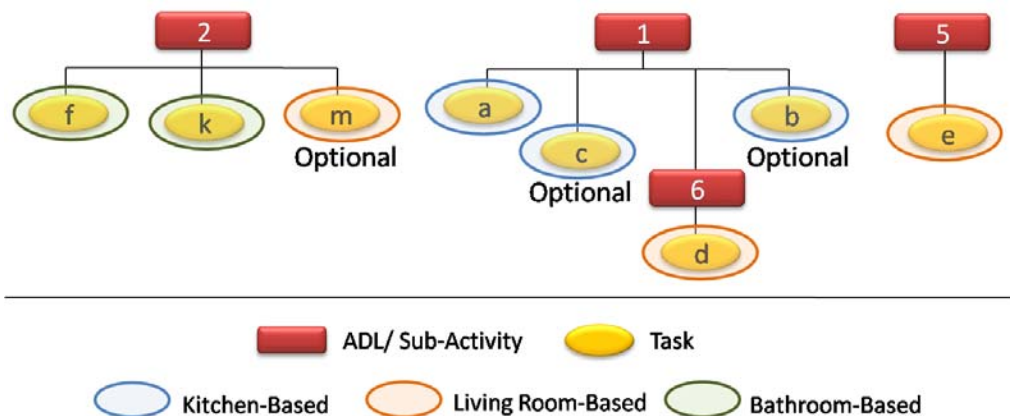 2
1
5
f
k
m
a
c
b
e
Optional
Optional
Optional
6
d
ADL/ Sub-Activity
Task
Kitchen-Based
Living Room-Based
Bathroom-Based